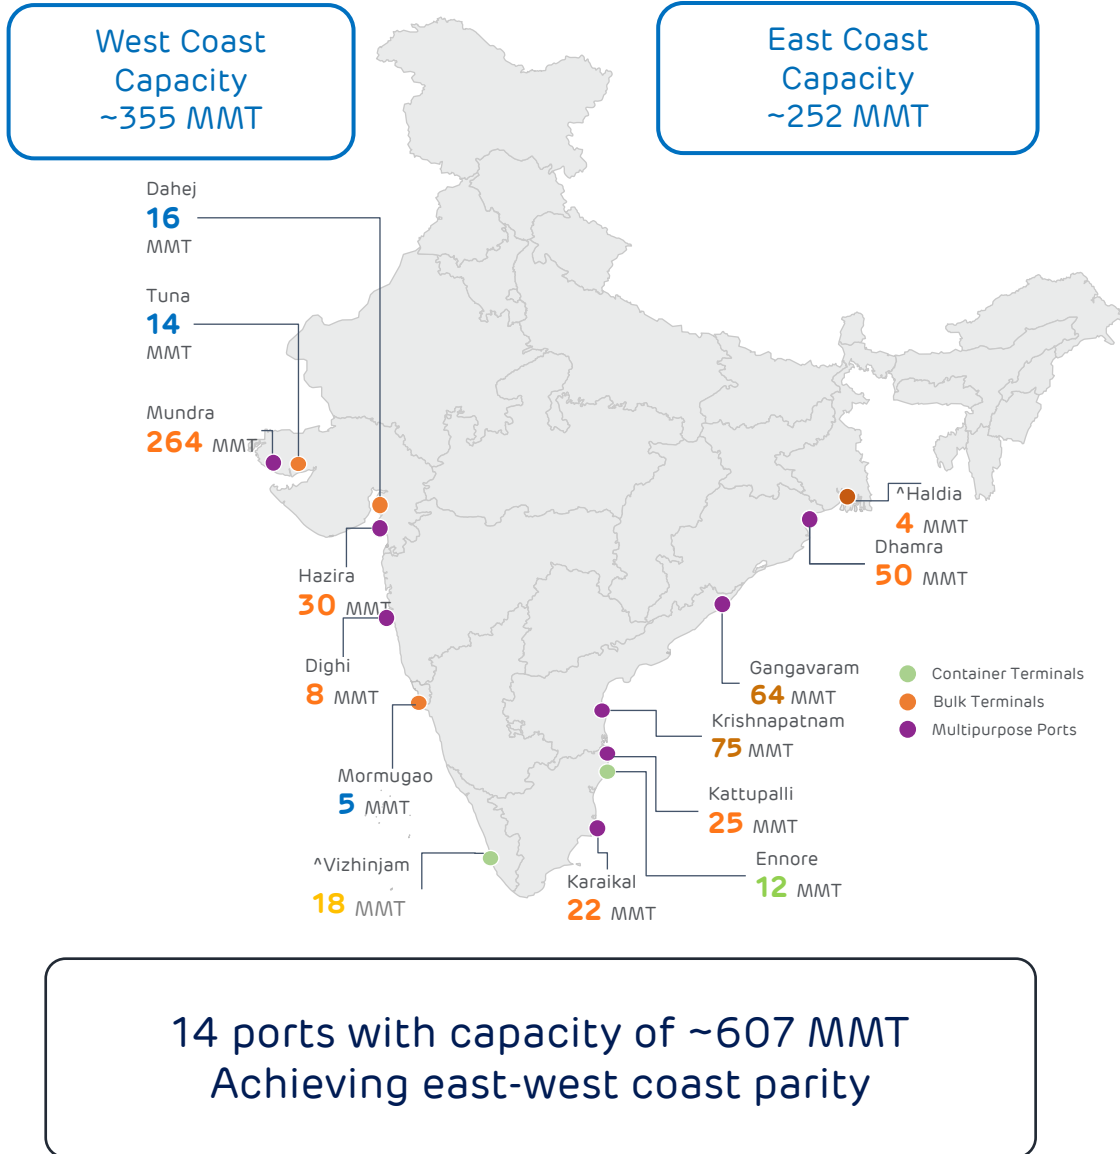 West Coast
Capacity
~355 MMT
East Coast
Capacity
~252 MMT
Dahej
16
MMT
Tuna
14
MMT
Mundra
264 MMT
Hazira
30 MMT
Dighi
8 MMT
Mormugao
5 MMT
^Vizhinjam
18 MMT
^Haldia
4 MMT
Dhamra
50 MMT
Gangavaram
64 MMT
Krishnapatnam
75 MMT
Kattupalli
25 MMT
Ennore
12 MMT
Karaikal
22 MMT
Container Terminals
Bulk Terminals
Multipurpose Ports
14 ports with capacity of ~607 MMT
Achieving east-west coast parity